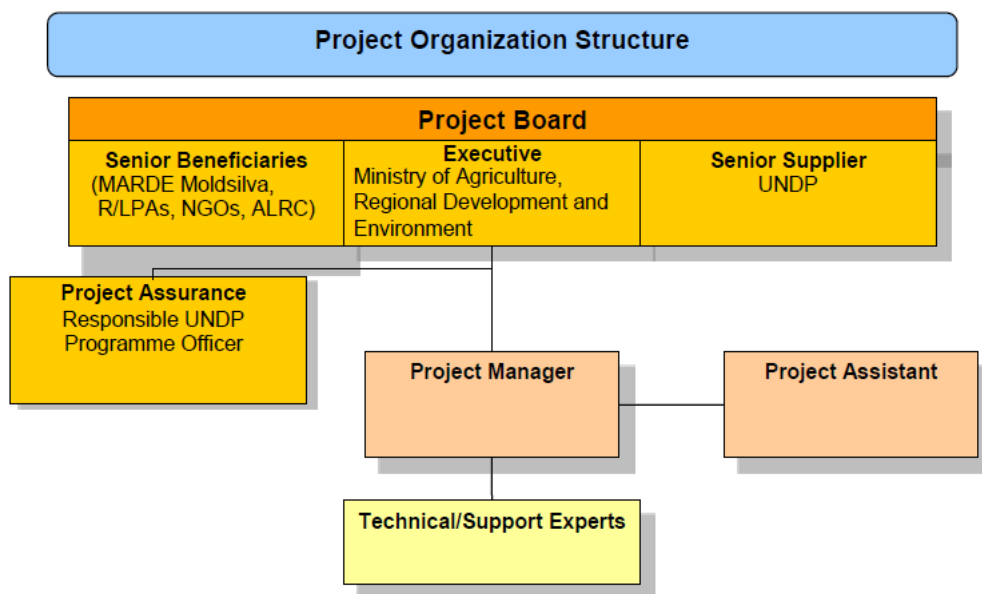 Project Organization Structure
Project Board
Senior Beneficiaries
(MARDE Moldsilva,
R/LPAs, NGOs, ALRC)
Executive
Ministry of Agriculture,
Regional Development and
Environment
Senior Supplier
UNDP
Project Assurance
Responsible UNDP
Programme Officer
Project Manager
Project Assistant
Technical/Support Experts